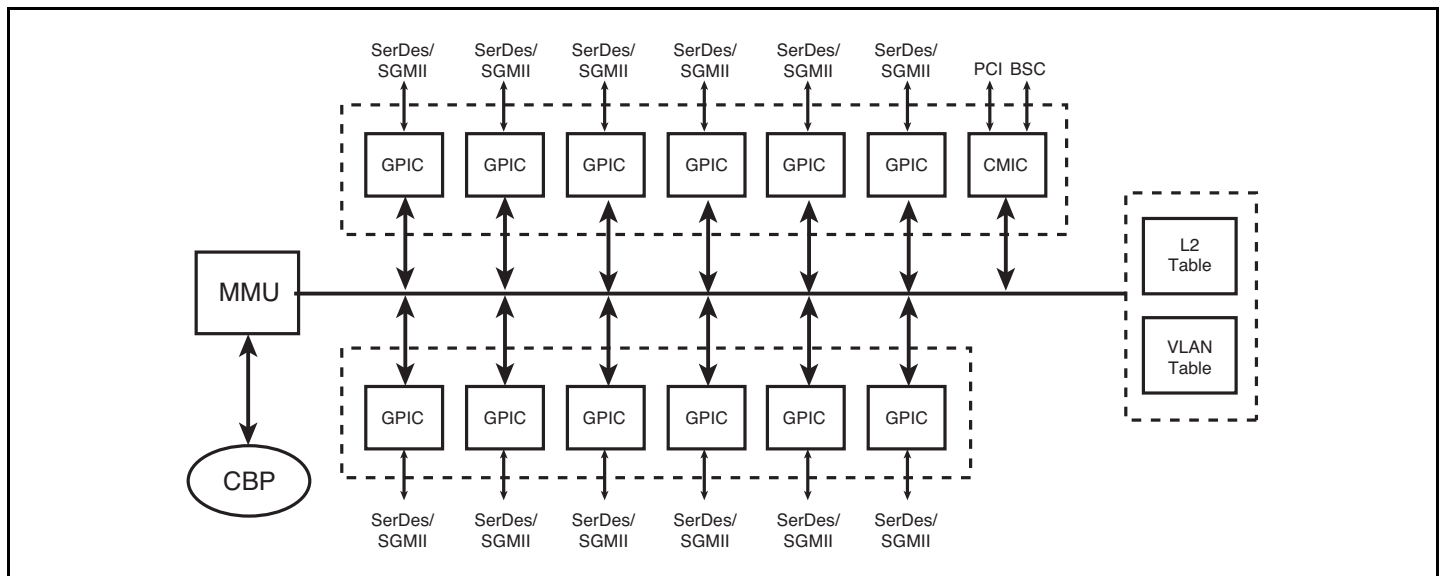 SerDes/
SGMII
SerDes/
SGMII
SerDes/
SGMII
SerDes/
SGMII
SerDes/
SGMII
SerDes/
SGMII
PCI BSC
GPIC
GPIC
GPIC
GPIC
GPIC
GPIC
CMIC
L2
Table
MMU
VLAN
Table
GPIC
GPIC
GPIC
GPIC
GPIC
GPIC
CBP
SerDes/
SGMII
SerDes/
SGMII
SerDes/
SGMII
SerDes/
SGMII
SerDes/
SGMII
SerDes/
SGMII